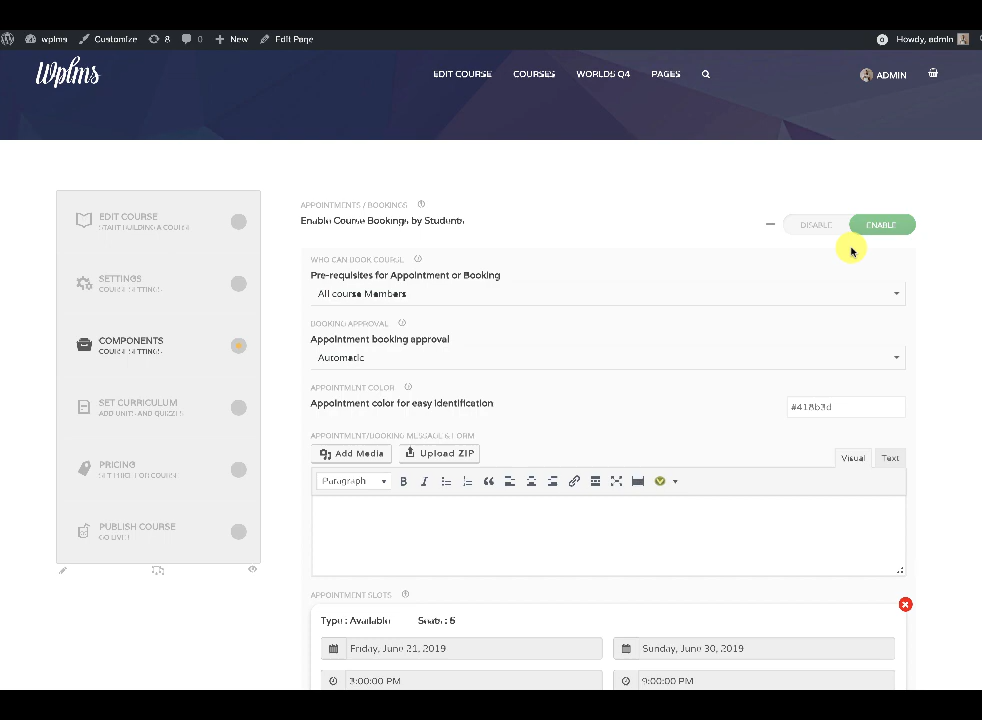 wplms Customize 8 0 New Edit Page 0 Howdy, admin
Wplms EDIT COURSE COURSES WORLDS Q4 PAGES ADMIN
EDIT COURSE
START BUILDING A COURSE
SETTINGS
COURSE SETTINGS
COMPONENTS
COURSE SETTINGS
SET CURRICULUM
ADD UNITS AND QUIZZES
PRICING
SETTINGS FOR COURSE
PUBLISH COURSE
GO LIVE!
APPOINTMENTS / BOOKINGS
Enable Course Bookings by Students
DISABLE ENABLE
WHO CAN BOOK COURSE
Pre-requisites for Appointment or Booking
All course Members
BOOKING APPROVAL
Appointment booking approval
Automatic
APPOINTMENT COLOR
Appointment color for easy identification
#418b3d
APPOINTMENT/BOOKING MESSAGE & FORM
Add Media Upload ZIP
Visual Text
Paragraph
APPOINTMENT SLOTS
Type : Available Seats : 6
Friday, June 21, 2019 Sunday, June 30, 2019
3:00:00 PM 9:00:00 PM